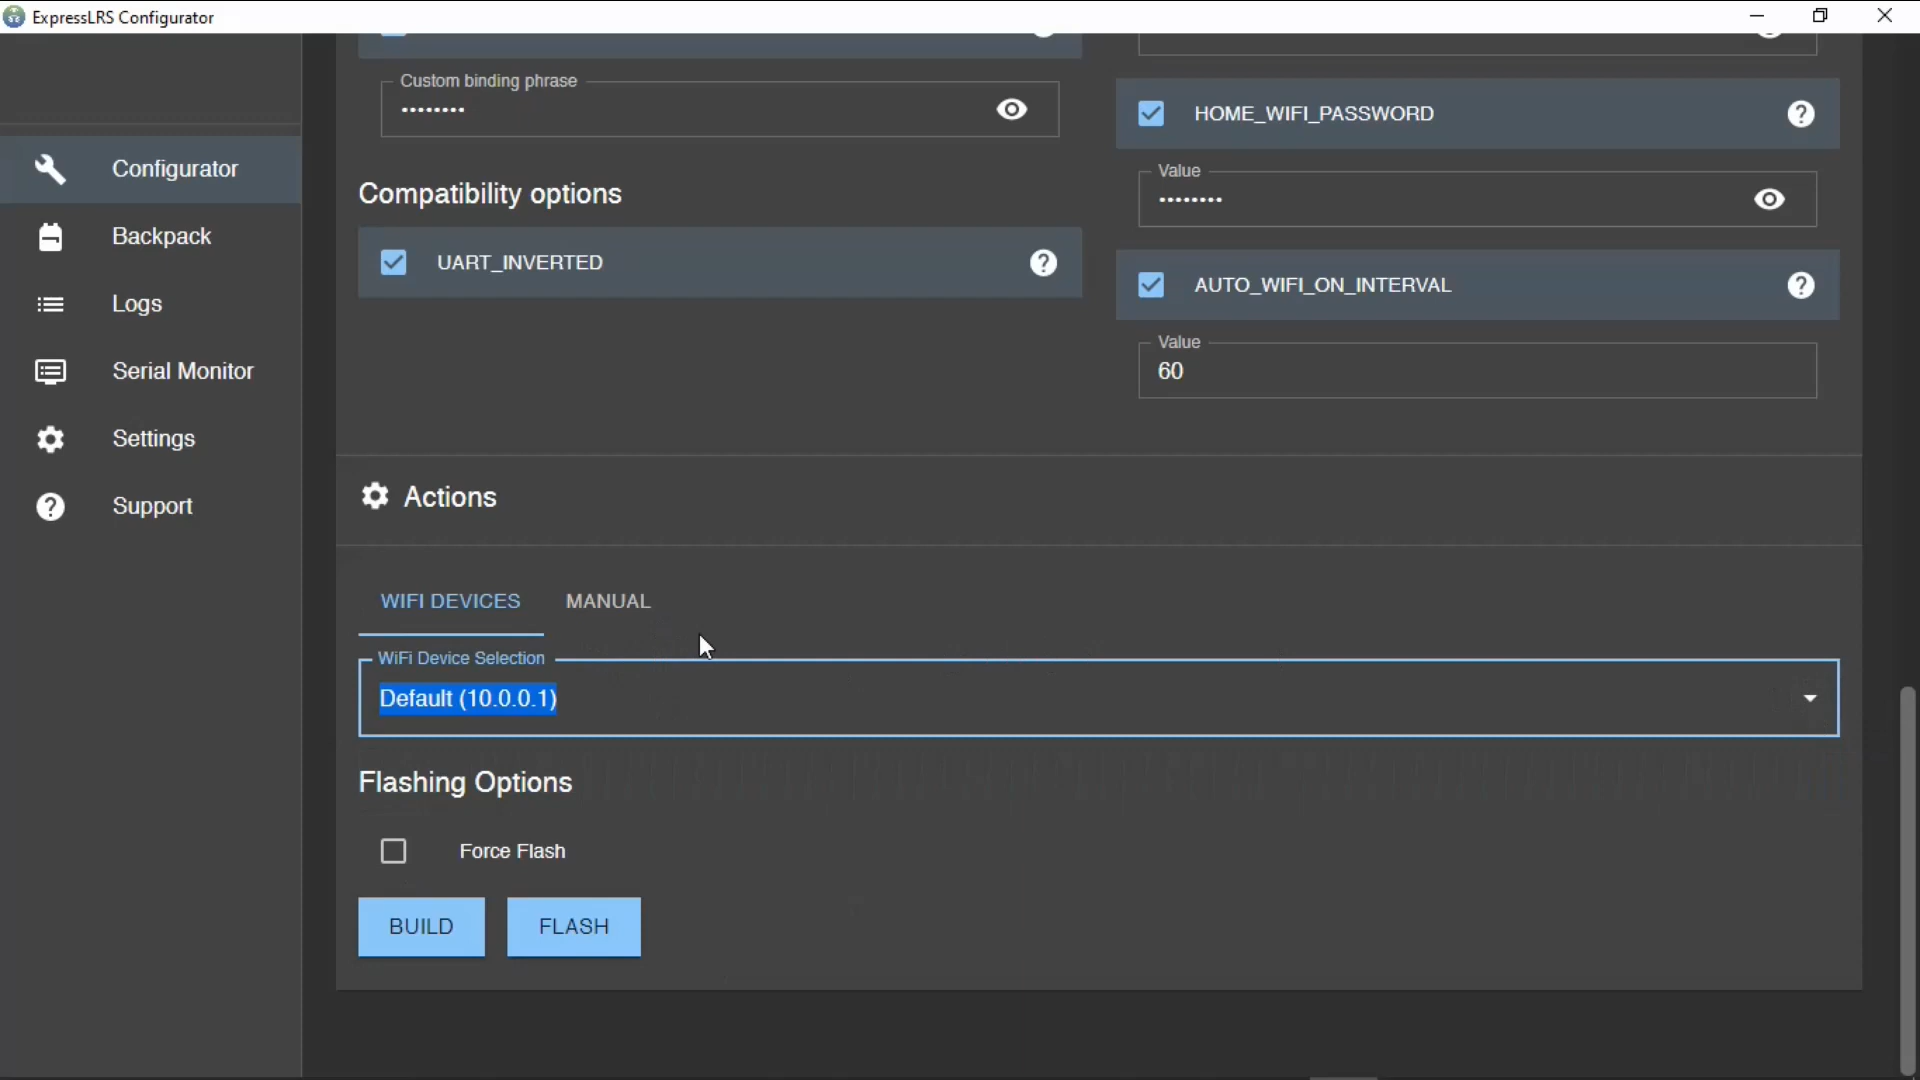 ExpressLRS Configurator
Configurator
Backpack
Logs
Serial Monitor
Settings
Support
Custom binding phrase
••••••••
Compatibility options
UART_INVERTED
HOME_WIFI_PASSWORD
Value
••••••••
AUTO_WIFI_ON_INTERVAL
Value
60
Actions
WIFI DEVICES
MANUAL
WiFi Device Selection
Default (10.0.0.1)
Flashing Options
Force Flash
BUILD
FLASH